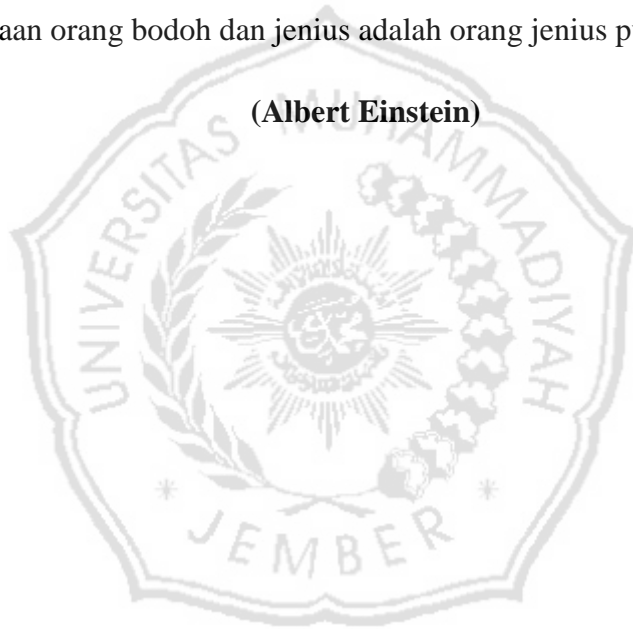 aan orang bodoh dan jenius adalah orang jenius p
(Albert Einstein)
UNIVERSITAS MUHAMMADIYAH
JEMBER